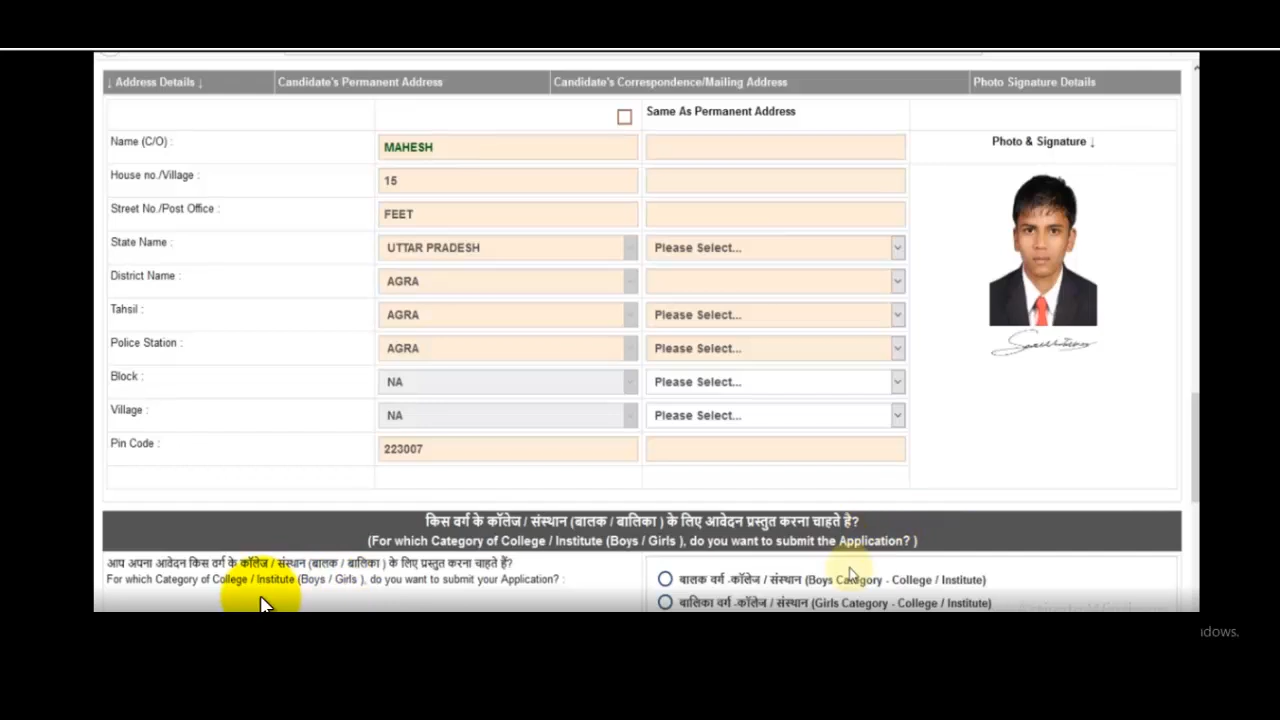 ↓ Address Details ↓ Candidate's Permanent Address Candidate's Correspondence/Mailing Address Photo Signature Details
Same As Permanent Address
Name (C/O) : MAHESH Photo & Signature ↓
House no./Village : 15
Street No./Post Office : FEET
State Name : UTTAR PRADESH Please Select...
District Name : AGRA
Tahsil : AGRA Please Select...
Police Station : AGRA Please Select...
Block : NA Please Select...
Village : NA Please Select...
Pin Code : 223007
किस वर्ग के कॉलेज / संस्थान (बालक / बालिका ) के लिए आवेदन प्रस्तुत करना चाहते है?
(For which Category of College / Institute (Boys / Girls ), do you want to submit the Application? )
आप अपना आवेदन किस वर्ग के कॉलेज / संस्थान (बालक / बालिका ) के लिए प्रस्तुत करना चाहते हैं?
For which Category of College / Institute (Boys / Girls ), do you want to submit your Application? :
बालक वर्ग -कॉलेज / संस्थान (Boys Category - College / Institute)
बालिका वर्ग -कॉलेज / संस्थान (Girls Category - College / Institute)
dows.